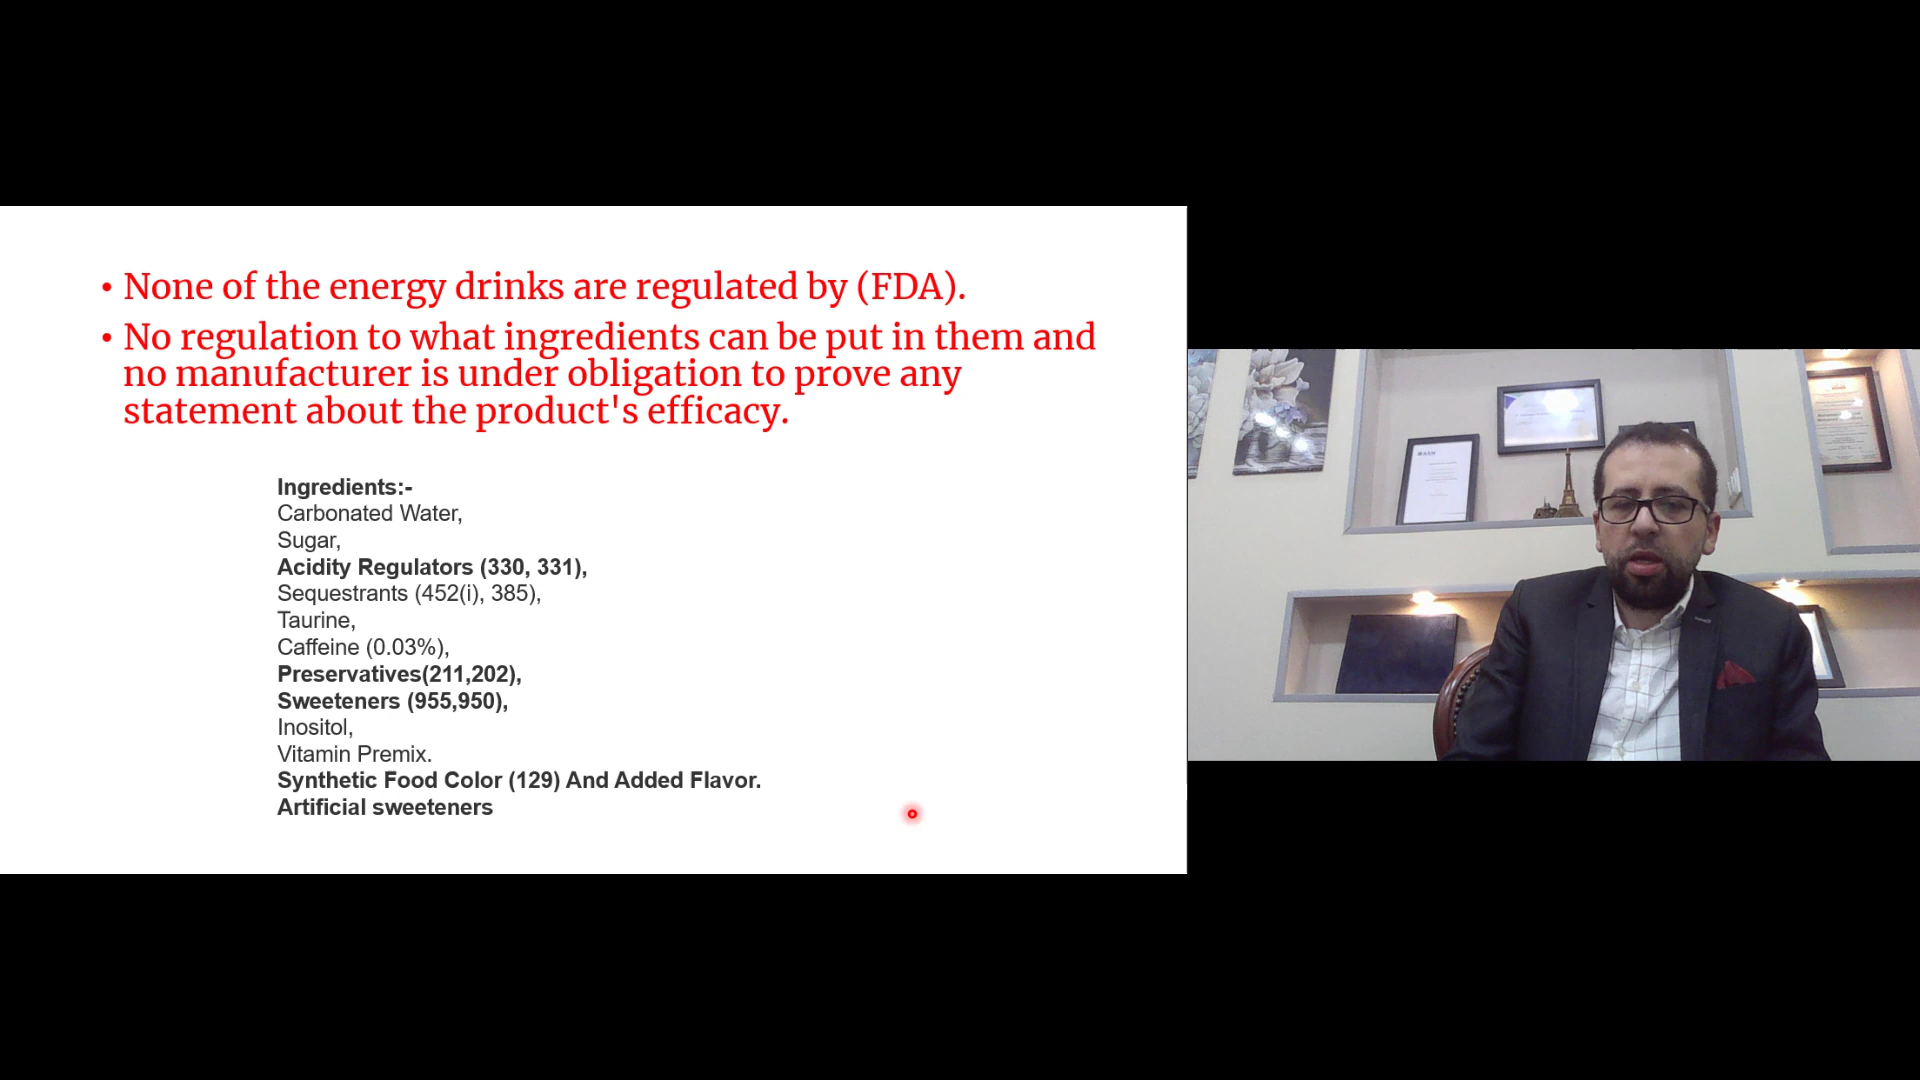 • None of the energy drinks are regulated by (FDA).
• No regulation to what ingredients can be put in them and
no manufacturer is under obligation to prove any
statement about the product's efficacy.
Ingredients:-
Carbonated Water,
Sugar,
Acidity Regulators (330, 331),
Sequestrants (452(i), 385),
Taurine,
Caffeine (0.03%),
Preservatives(211,202),
Sweeteners (955,950),
Inositol,
Vitamin Premix.
Synthetic Food Color (129) And Added Flavor.
Artificial sweeteners